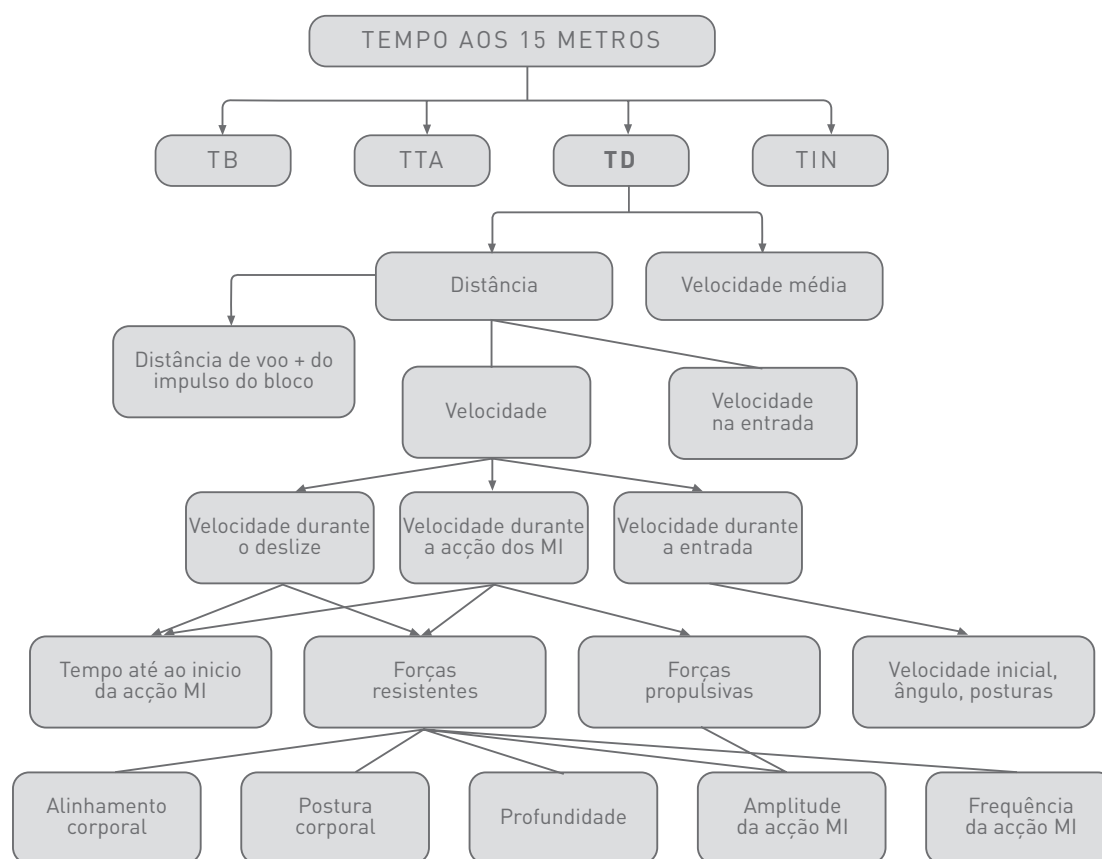 TEMPO AOS 15 METROS
TB
TTA
TD
TIN
Distância
Velocidade média
Distância de voo + do
impulso do bloco
Velocidade
Velocidade
na entrada
Velocidade durante
o deslize
Velocidade durante
a acção dos MI
Velocidade durante
a entrada
Tempo até ao inicio
da acção MI
Forças
resistentes
Forças
propulsivas
Velocidade inicial,
ângulo, posturas
Alinhamento
corporal
Postura
corporal
Profundidade
Amplitude
da acção MI
Frequência
da acção MI